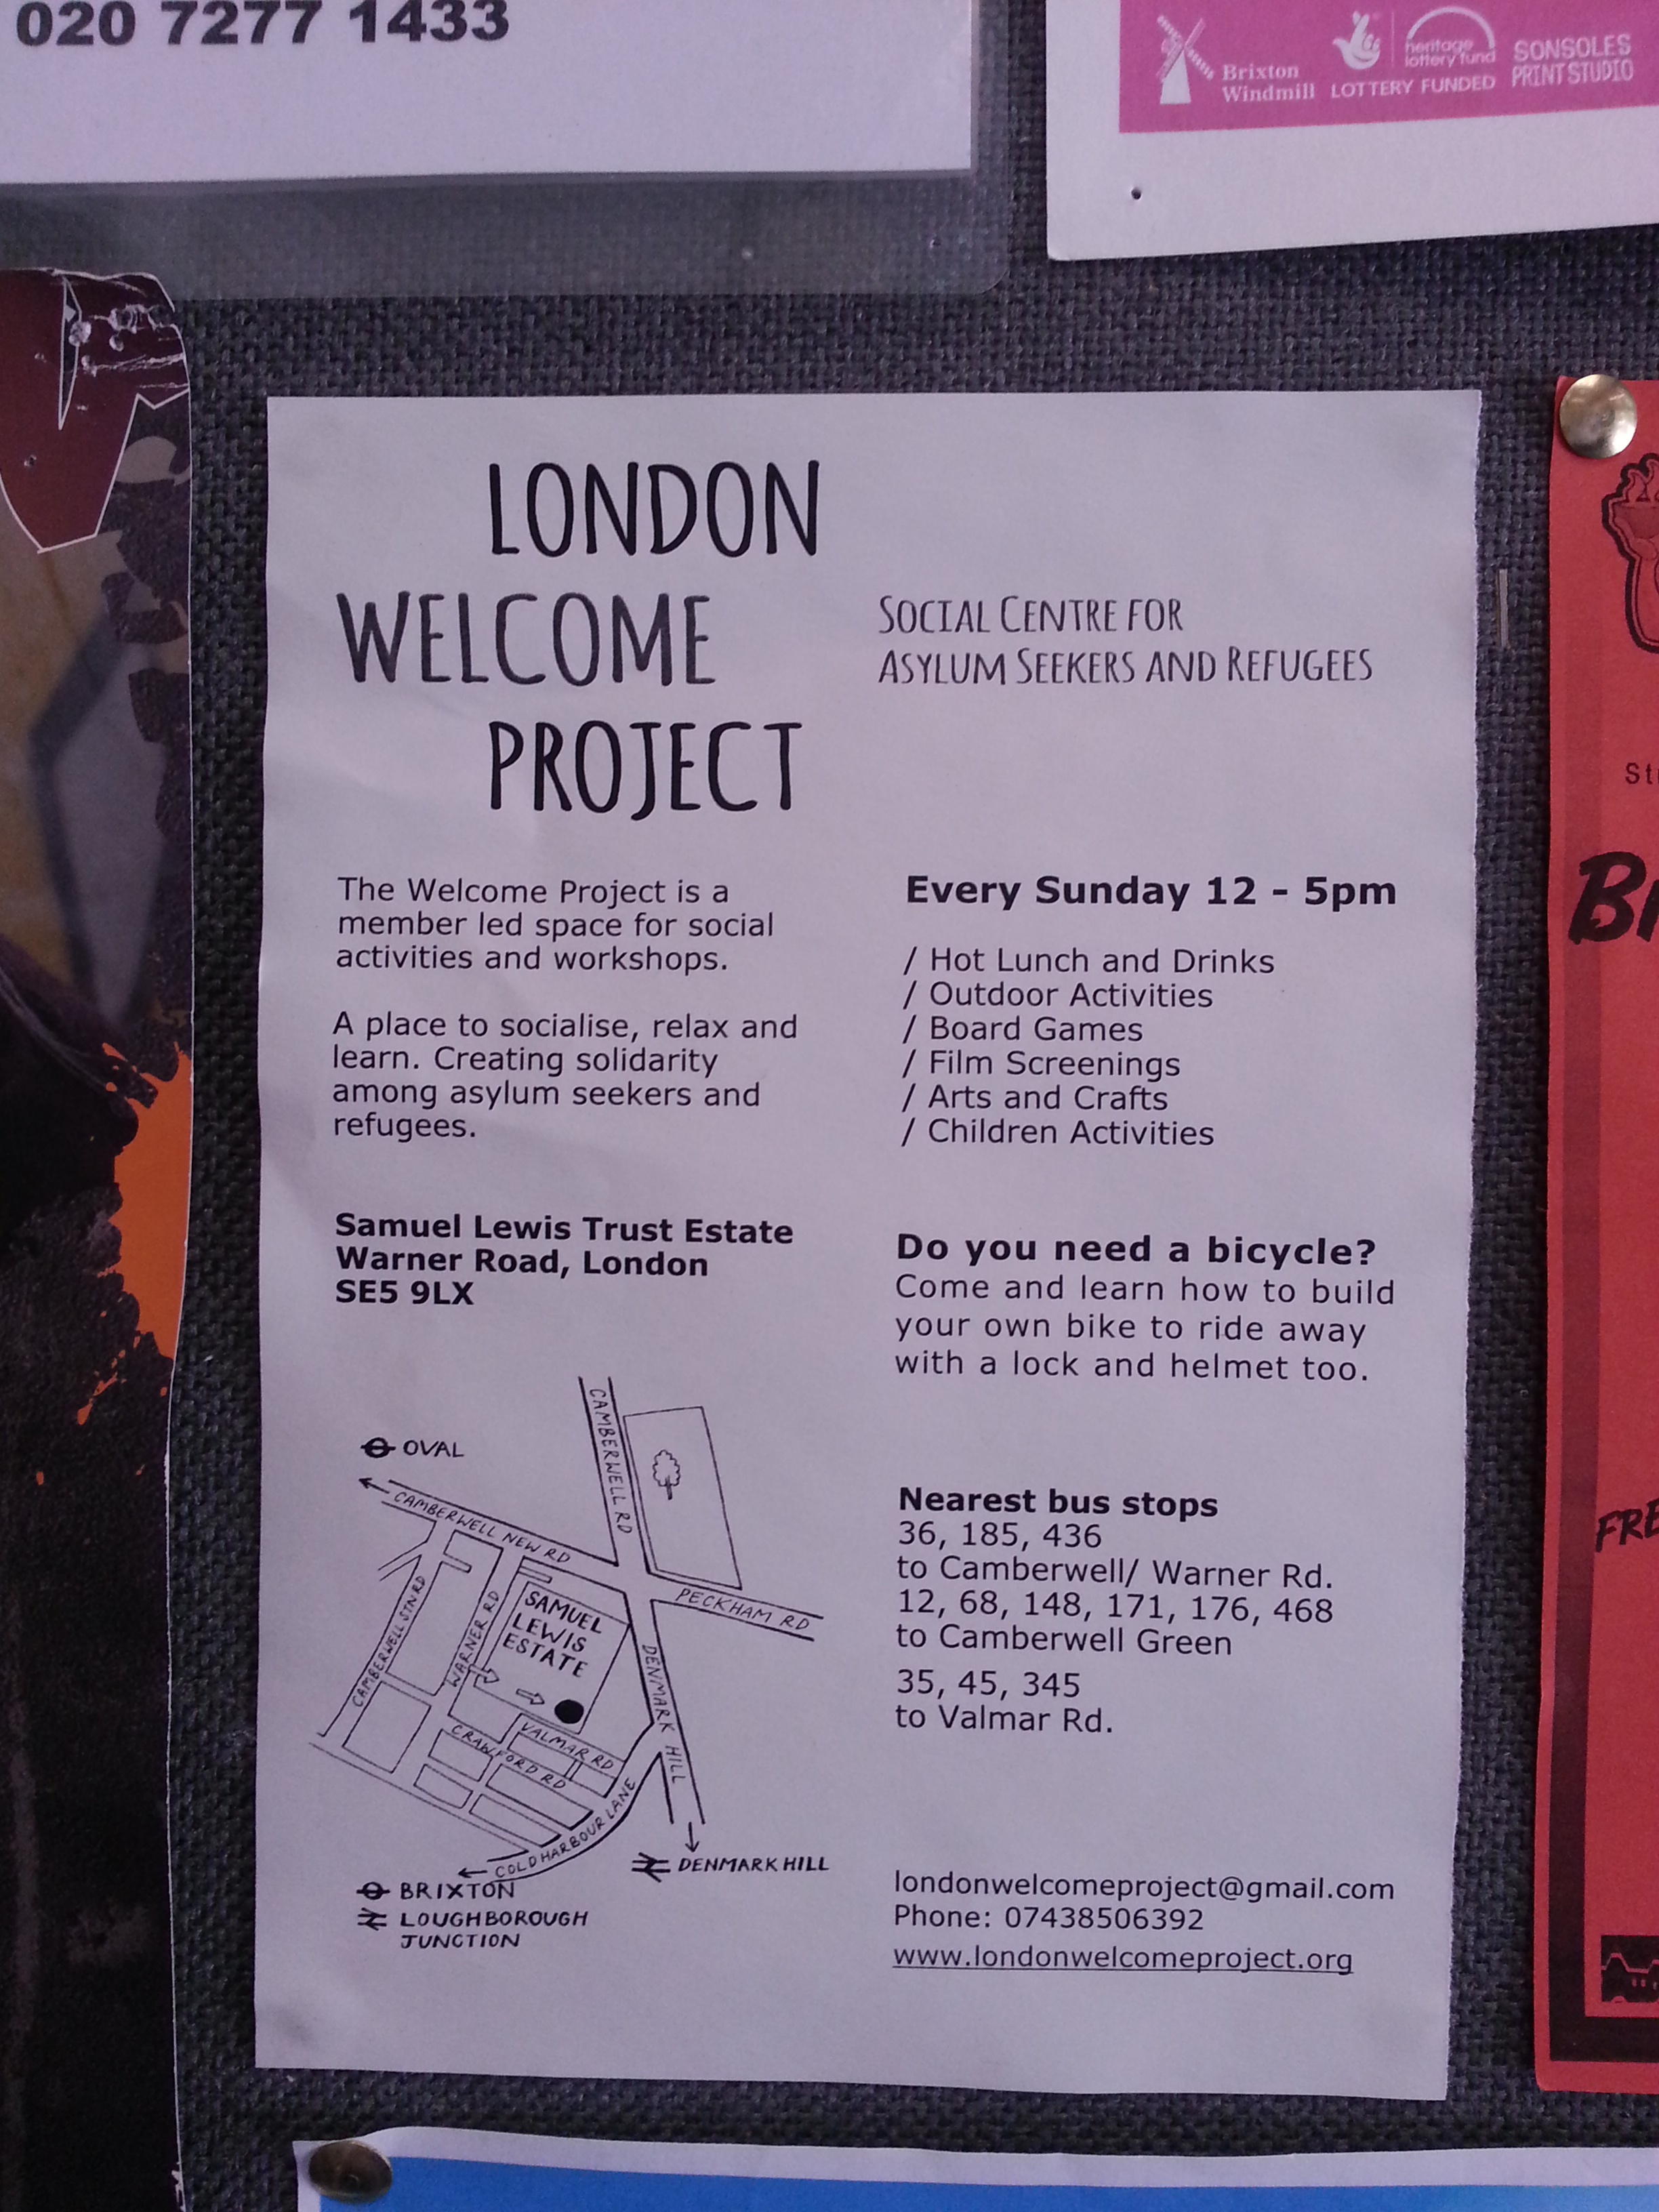 020 7277 1433
Brixton
Windmill
LOTTERY FUNDED
heritage
lottery fund
SONSOLES
PRINT STUDIO
LONDON
WELCOME
PROJECT
SOCIAL CENTRE FOR
ASYLUM SEEKERS AND REFUGEES
The Welcome Project is a
member led space for social
activities and workshops.
A place to socialise, relax and
learn. Creating solidarity
among asylum seekers and
refugees.
Samuel Lewis Trust Estate
Warner Road, London
SE5 9LX
Every Sunday 12 - 5pm
/ Hot Lunch and Drinks
/ Outdoor Activities
/ Board Games
/ Film Screenings
/ Arts and Crafts
/ Children Activities
Do you need a bicycle?
Come and learn how to build
your own bike to ride away
with a lock and helmet too.
Nearest bus stops
36, 185, 436
to Camberwell/ Warner Rd.
12, 68, 148, 171, 176, 468
to Camberwell Green
35, 45, 345
to Valmar Rd.
londonwelcomeproject@gmail.com
Phone: 07438506392
www.londonwelcomeproject.org
OVAL
CAMBERWELL RD
CAMBERWELL NEW RD
PECKHAM RD
CAMBERWELL STN RD
WARNER RD
SAMUEL
LEWIS
ESTATE
DENMARK HILL
VALMAR RD
CRAWFORD RD
COLDHARBOUR LANE
DENMARK HILL
BRIXTON
LOUGHBOROUGH
JUNCTION
FRE